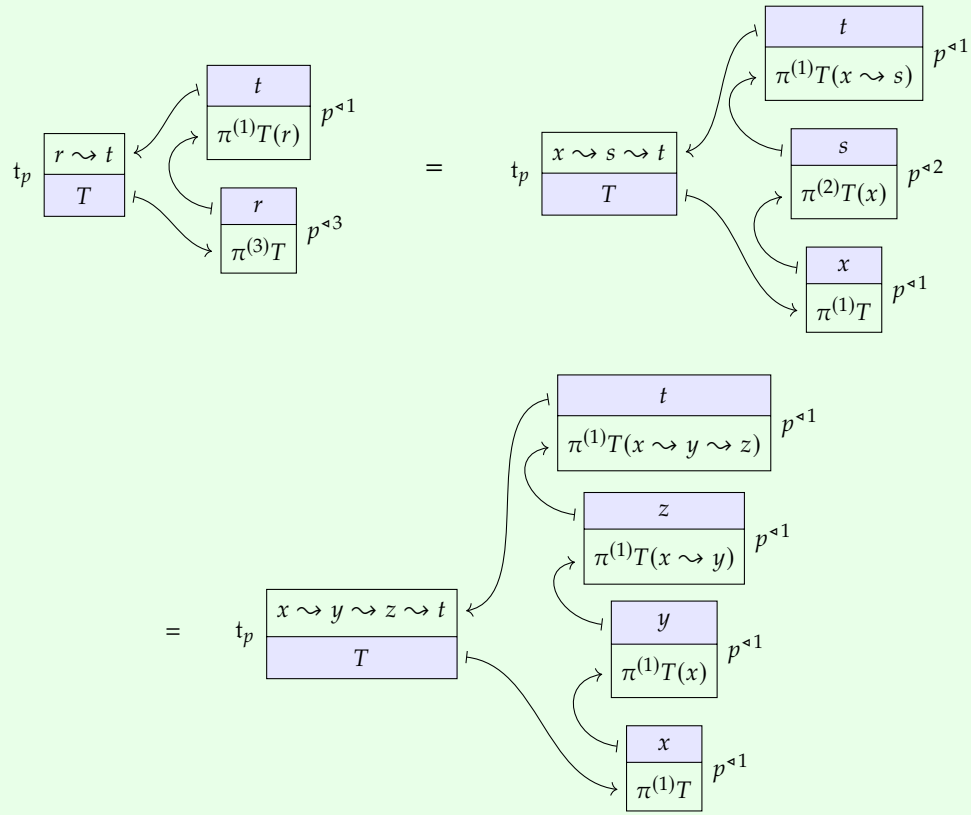 t
π⁽¹⁾T(r)
p^{◁1}
r ⇝ t
T
t_p
r
π⁽³⁾T
p^{◁3}
=
t
π⁽¹⁾T(x ⇝ s)
p^{◁1}
x ⇝ s ⇝ t
T
t_p
s
π⁽²⁾T(x)
p^{◁2}
x
π⁽¹⁾T
p^{◁1}
=
t
π⁽¹⁾T(x ⇝ y ⇝ z)
p^{◁1}
z
π⁽¹⁾T(x ⇝ y)
p^{◁1}
x ⇝ y ⇝ z ⇝ t
T
t_p
y
π⁽¹⁾T(x)
p^{◁1}
x
π⁽¹⁾T
p^{◁1}